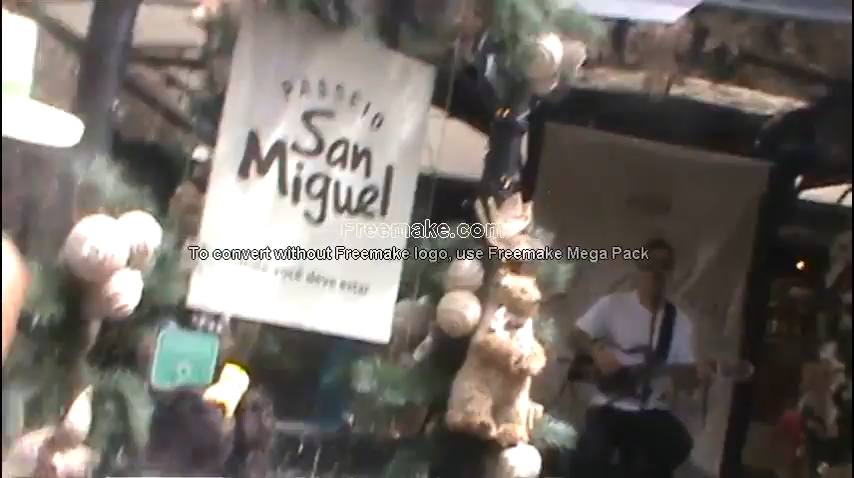 PASSEIO
San
Miguel
Freemake.com
To convert without Freemake logo, use Freemake Mega Pack
você deve estar